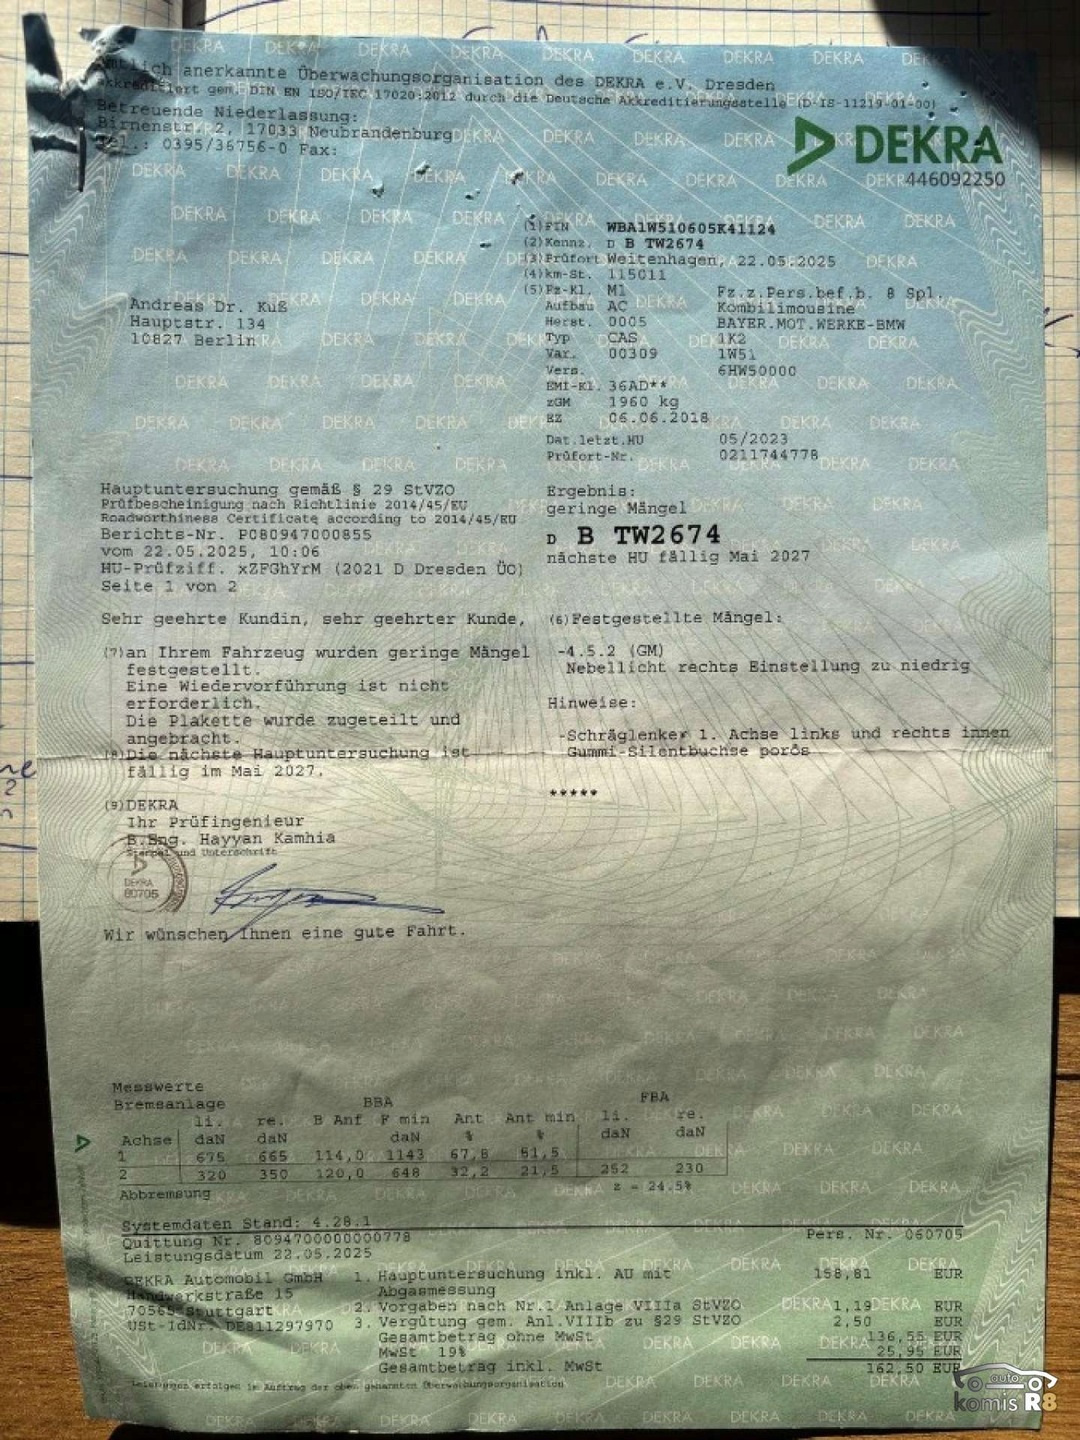 Amtlich anerkannte Überwachungsorganisation des DEKRA e.V. Dresden
akkreditiert gem. DIN EN ISO/IEC 17020:2012 durch die Deutsche Akkreditierungsstelle (D-IS-11219-01-00)
Betreuende Niederlassung:
Birnenstr. 2, 17033 Neubrandenburg
Tel.: 0395/36756-0 Fax:
DEKRA
446092250
(1) FIN WBA1W510605K41124
(2) Kennz. D B TW2674
(3) Prüfort Weitenhagen, 22.05.2025
(4) km-St. 115011
(5) Fz-Kl. M1 Fz.z.Pers.bef.b. 8 Spl.
Aufbau AC Kombilimousine
Herst. 0005 BAYER.MOT.WERKE-BMW
Typ CAS 1K2
Var. 00309 1W51
Vers. 6HW50000
EMI-Kl. 36AD**
zGM 1960 kg
EZ 06.06.2018
Dat.letzt.HU 05/2023
Prüfort-Nr. 0211744778
Andreas Dr. Kuß
Hauptstr. 134
10827 Berlin
Hauptuntersuchung gemäß § 29 StVZO
Prüfbescheinigung nach Richtlinie 2014/45/EU
Roadworthiness Certificate according to 2014/45/EU
Berichts-Nr. P080947000855
vom 22.05.2025, 10:06
HU-Prüfziff. xZFGhYrM (2021 D Dresden ÜO)
Seite 1 von 2
Ergebnis:
geringe Mängel
D B TW2674
nächste HU fällig Mai 2027
Sehr geehrte Kundin, sehr geehrter Kunde,
(7) an Ihrem Fahrzeug wurden geringe Mängel
festgestellt.
Eine Wiedervorführung ist nicht
erforderlich.
Die Plakette wurde zugeteilt und
angebracht.
(8) Die nächste Hauptuntersuchung ist
fällig im Mai 2027.
(6) Festgestellte Mängel:
-4.5.2 (GM)
Nebellicht rechts Einstellung zu niedrig
Hinweise:
-Schräglenker 1. Achse links und rechts innen
Gummi-Silentbuchse porös
*****
(9) DEKRA
Ihr Prüfingenieur
B.Eng. Hayyan Kamhia
Stempel und Unterschrift
DEKRA
80705
Wir wünschen Ihnen eine gute Fahrt.
Messwerte
Bremsanlage BBA FBA
li. re. B Anf F min Ant Ant min li. re.
Achse daN daN daN % % daN daN
1 675 665 114,0 1143 67,8 51,5
2 320 350 120,0 648 32,2 21,5 252 230
Abbremsung z = 24.5%
Systemdaten Stand: 4.28.1
Quittung Nr. 8094700000000778 Pers. Nr. 060705
Leistungsdatum 22.05.2025
DEKRA Automobil GmbH
Handwerkstraße 15
70565 Stuttgart
USt-IdNr. DE811297970
1. Hauptuntersuchung inkl. AU mit 158,81 EUR
Abgasmessung
2. Vorgaben nach Nr.1 Anlage VIIIa StVZO 1,19 EUR
3. Vergütung gem. Anl.VIIIb zu §29 StVZO 2,50 EUR
Gesamtbetrag ohne MwSt 136,55 EUR
MwSt 19% 25,95 EUR
Gesamtbetrag inkl. MwSt 162,50 EUR
Leistungen erfolgen im Auftrag der oben genannten Überwachungsorganisation
auto
komis R8